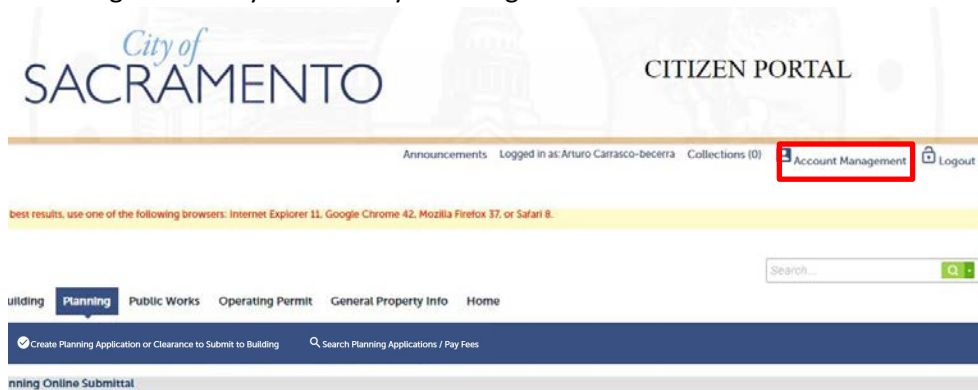 City of
SACRAMENTO
CITIZEN PORTAL
Announcements Logged in as:Arturo Carrasco-becerra Collections (0) Account Management Logout
best results, use one of the following browsers: Internet Explorer 11, Google Chrome 42, Mozilla Firefox 37, or Safari 8.
Search...
uilding Planning Public Works Operating Permit General Property Info Home
Create Planning Application or Clearance to Submit to Building Search Planning Applications / Pay Fees
nning Online Submittal